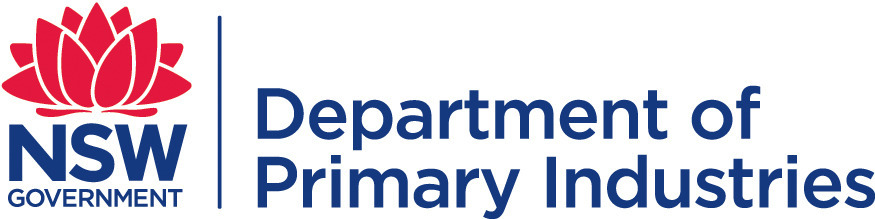 NSW
GOVERNMENT
Department of
Primary Industries